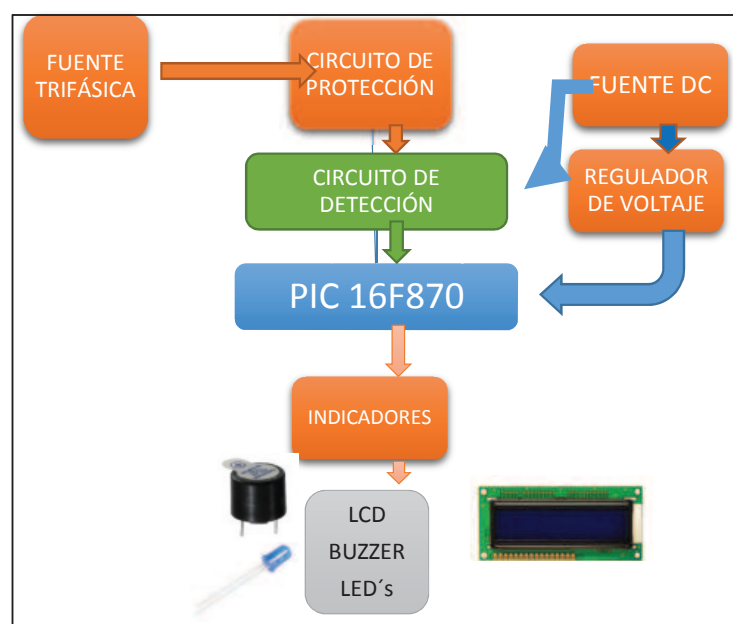 FUENTE
TRIFÁSICA
CIRCUITO DE
PROTECCIÓN
FUENTE DC
CIRCUITO DE
DETECCIÓN
REGULADOR
DE VOLTAJE
PIC 16F870
INDICADORES
LCD
BUZZER
LED´s